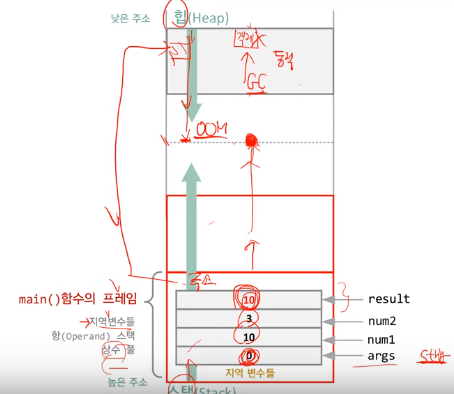 낮은 주소
힙(Heap)
객체
동적
GC
OOM
주소
main()함수의 프레임
10
result
지역변수들
3
num2
항(Operand) 스택
10
num1
상수 풀
0
args
높은 주소
지역 변수들
스택(Stack)